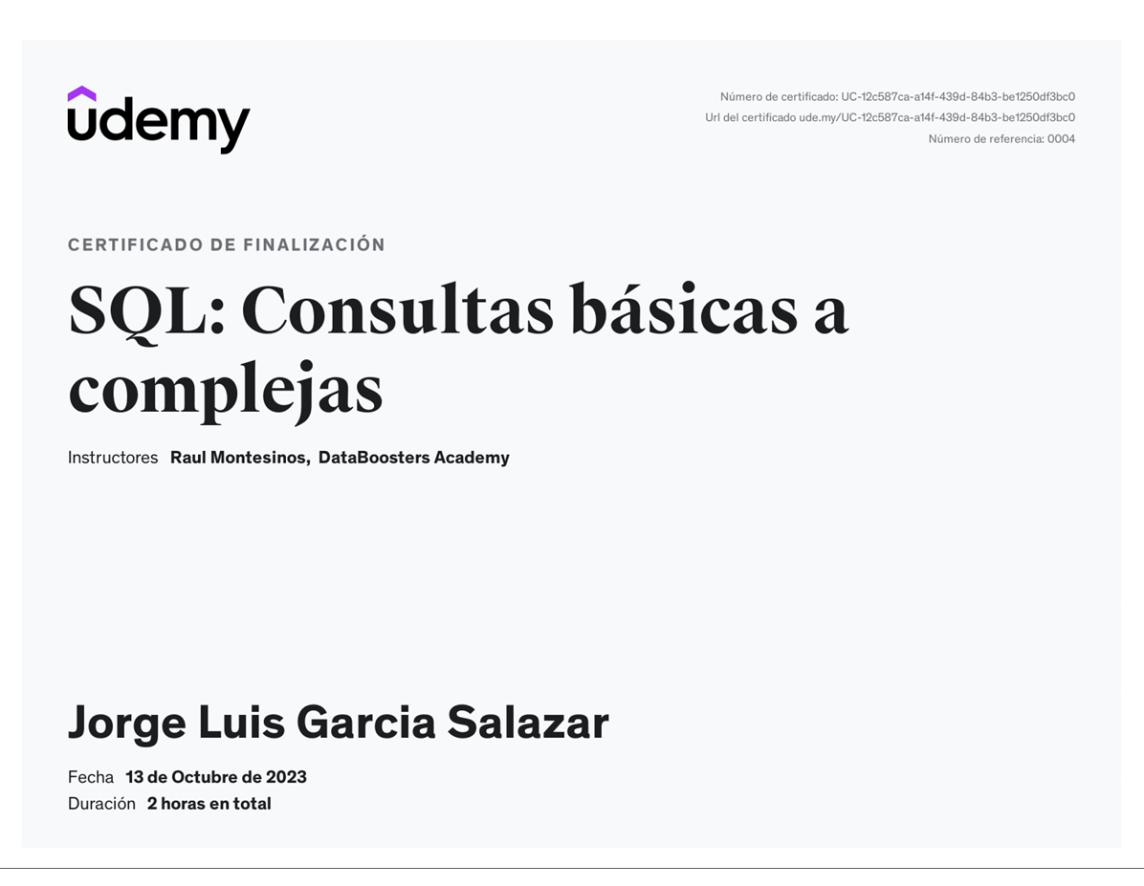 udemy
Número de certificado: UC-12c587ca-a14f-439d-84b3-be1250df3bc0
Url del certificado ude.my/UC-12c587ca-a14f-439d-84b3-be1250df3bc0
Número de referencia: 0004
CERTIFICADO DE FINALIZACIÓN
SQL: Consultas básicas a
complejas
Instructores Raul Montesinos, DataBoosters Academy
Jorge Luis Garcia Salazar
Fecha 13 de Octubre de 2023
Duración 2 horas en total